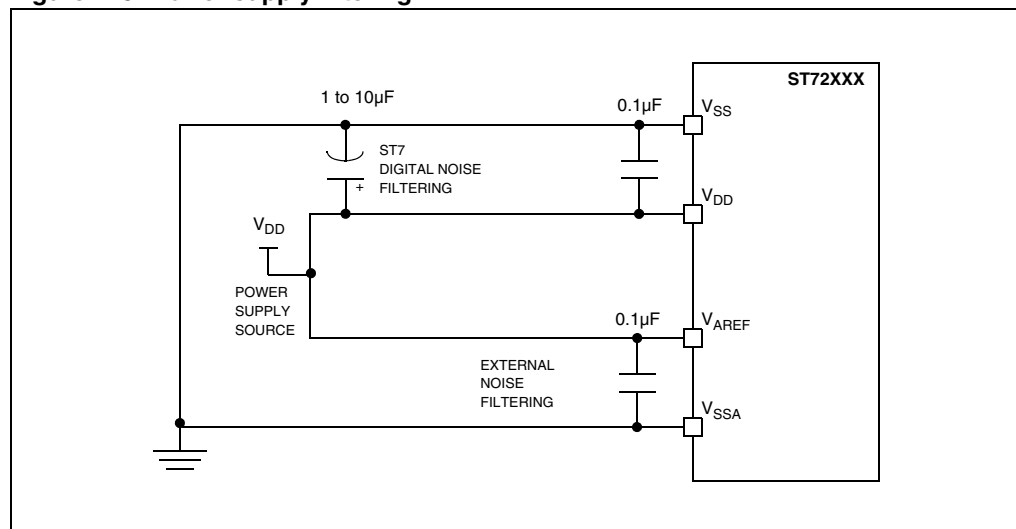 ST72XXX
1 to 10µF
0.1µF
VSS
ST7
DIGITAL NOISE
FILTERING
+
VDD
VDD
POWER
SUPPLY
SOURCE
0.1µF
VAREF
EXTERNAL
NOISE
FILTERING
VSSA